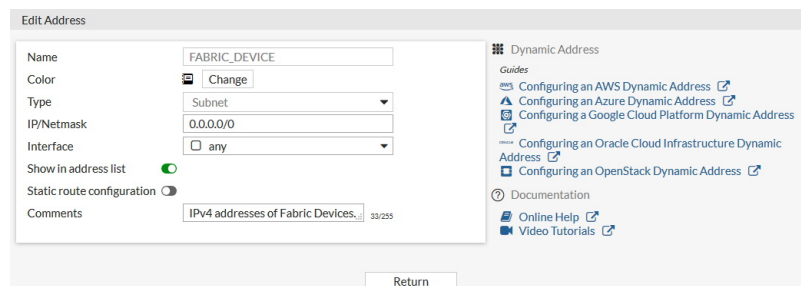 Edit Address
Name FABRIC_DEVICE
Color Change
Type Subnet
IP/Netmask 0.0.0.0/0
Interface any
Show in address list
Static route configuration
Comments IPv4 addresses of Fabric Devices. 33/255
Return
Dynamic Address
Guides
aws Configuring an AWS Dynamic Address
Configuring an Azure Dynamic Address
Configuring a Google Cloud Platform Dynamic Address
Configuring an Oracle Cloud Infrastructure Dynamic
Address
Configuring an OpenStack Dynamic Address
Documentation
Online Help
Video Tutorials